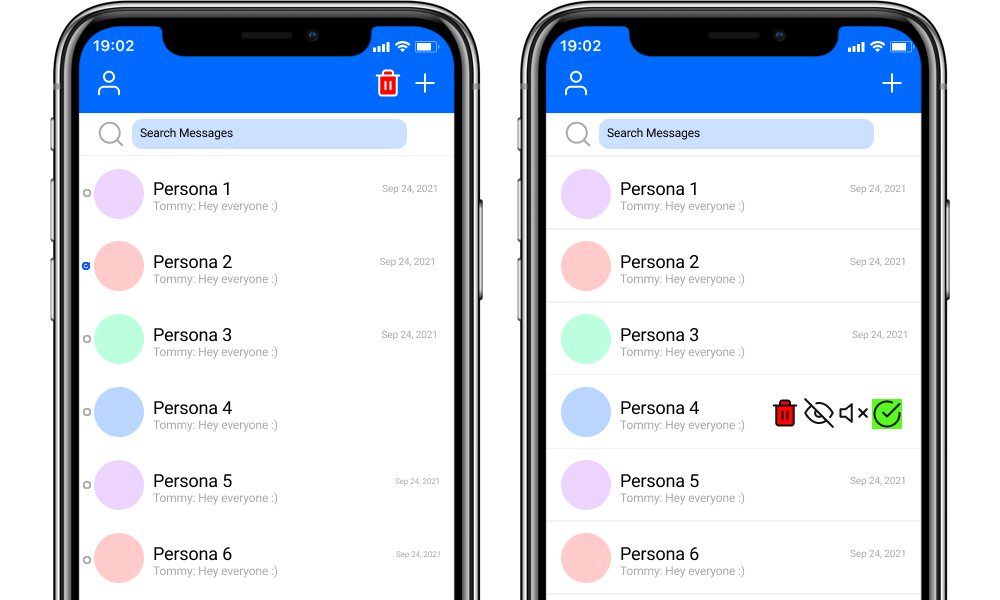 19:02
Search Messages
Persona 1
Sep 24, 2021
Tommy: Hey everyone :)
Persona 2
Sep 24, 2021
Tommy: Hey everyone :)
Persona 3
Sep 24, 2021
Tommy: Hey everyone :)
Persona 4
Tommy: Hey everyone :)
Persona 5
Sep 24, 2021
Tommy: Hey everyone :)
Persona 6
Sep 24, 2021
Tommy: Hey everyone :)
19:02
Search Messages
Persona 1
Sep 24, 2021
Tommy: Hey everyone :)
Persona 2
Sep 24, 2021
Tommy: Hey everyone :)
Persona 3
Sep 24, 2021
Tommy: Hey everyone :)
Persona 4
Tommy: Hey everyone :)
Persona 5
Sep 24, 2021
Tommy: Hey everyone :)
Persona 6
Sep 24, 2021
Tommy: Hey everyone :)